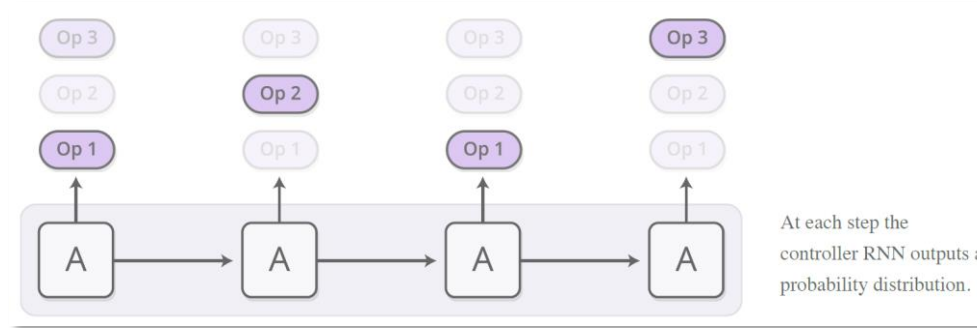 Op 3 Op 3 Op 3 Op 3
Op 2 Op 2 Op 2 Op 2
Op 1 Op 1 Op 1 Op 1
A A A A
At each step the
controller RNN outputs a
probability distribution.